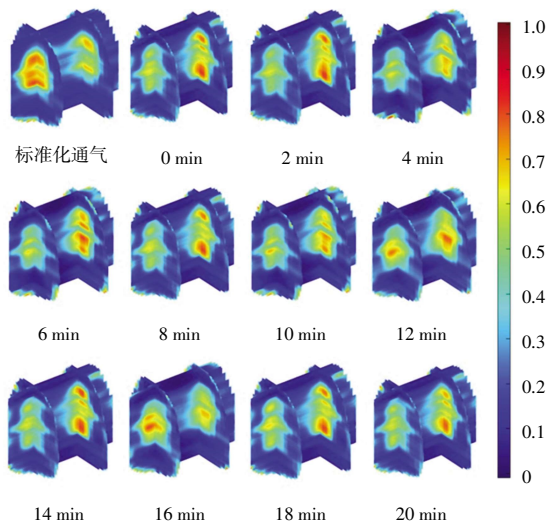 标准化通气
0 min
2 min
4 min
6 min
8 min
10 min
12 min
14 min
16 min
18 min
20 min
1.0
0.9
0.8
0.7
0.6
0.5
0.4
0.3
0.2
0.1
0